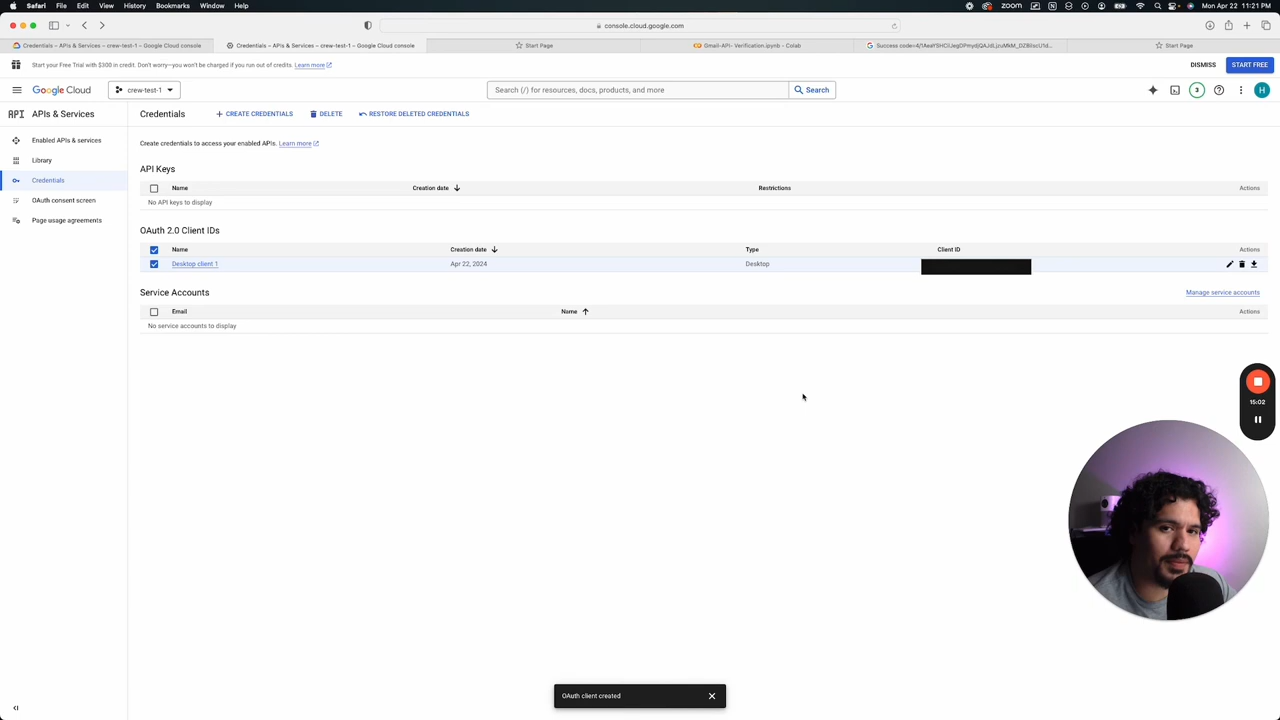 Safari File Edit View History Bookmarks Window Help
zoom Mon Apr 22 11:21 PM
console.cloud.google.com
Credentials – APIs & Services – crew-test-1 – Google Cloud console
Credentials – APIs & Services – crew-test-1 – Google Cloud console
Start Page
Gmail-API- Verification.ipynb - Colab
Start Page
Start your Free Trial with $300 in credit. Don't worry—you won't be charged if you run out of credits. Learn more
DISMISS START FREE
Google Cloud crew-test-1 Search (/) for resources, docs, products, and more Search 3 H
API APIs & Services
Enabled APIs & services
Library
Credentials
OAuth consent screen
Page usage agreements
Credentials + CREATE CREDENTIALS DELETE RESTORE DELETED CREDENTIALS
Create credentials to access your enabled APIs. Learn more
API Keys
Name Creation date Restrictions Actions
No API keys to display
OAuth 2.0 Client IDs
Name Creation date Type Client ID Actions
Desktop client 1 Apr 22, 2024 Desktop
Service Accounts Manage service accounts
Email Name Actions
No service accounts to display
15:02
OAuth client created